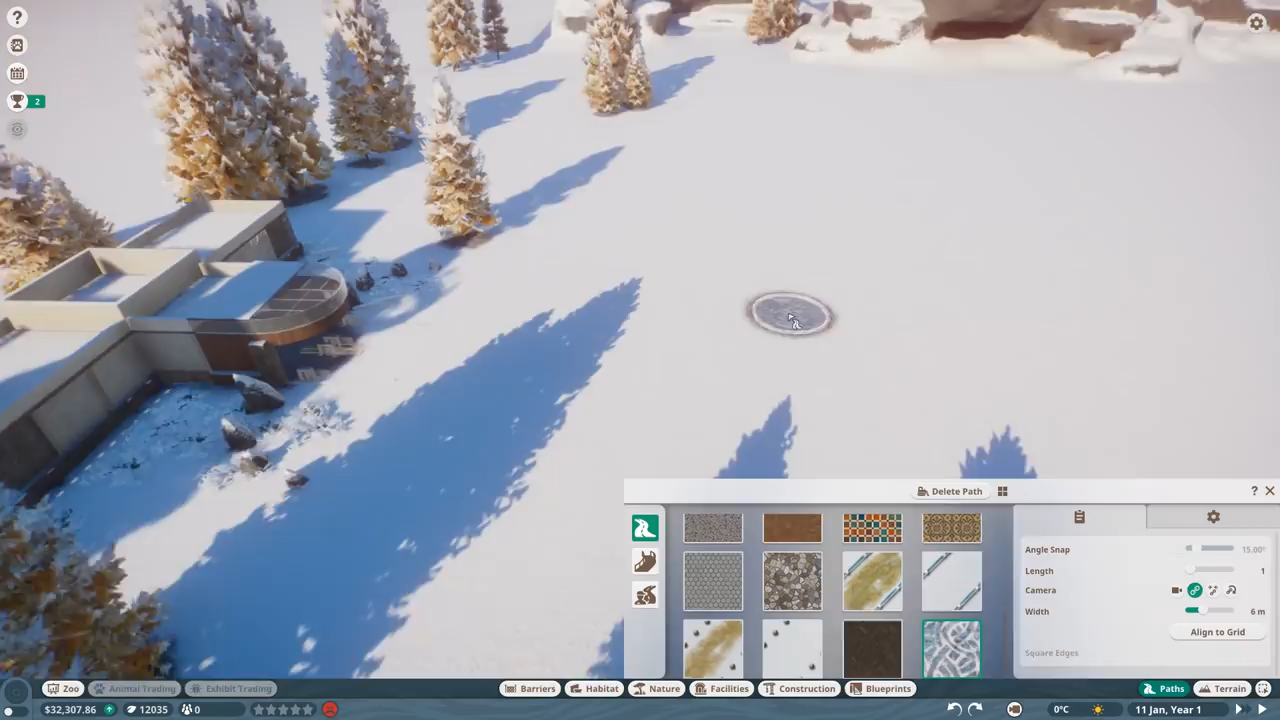 ?
2
Delete Path
?
Angle Snap 15.00°
Length 1
Camera
Width 6 m
Align to Grid
Square Edges
Zoo Animal Trading Exhibit Trading Barriers Habitat Nature Facilities Construction Blueprints Paths Terrain
$32,307.86 12035 0 0°C 11 Jan, Year 1